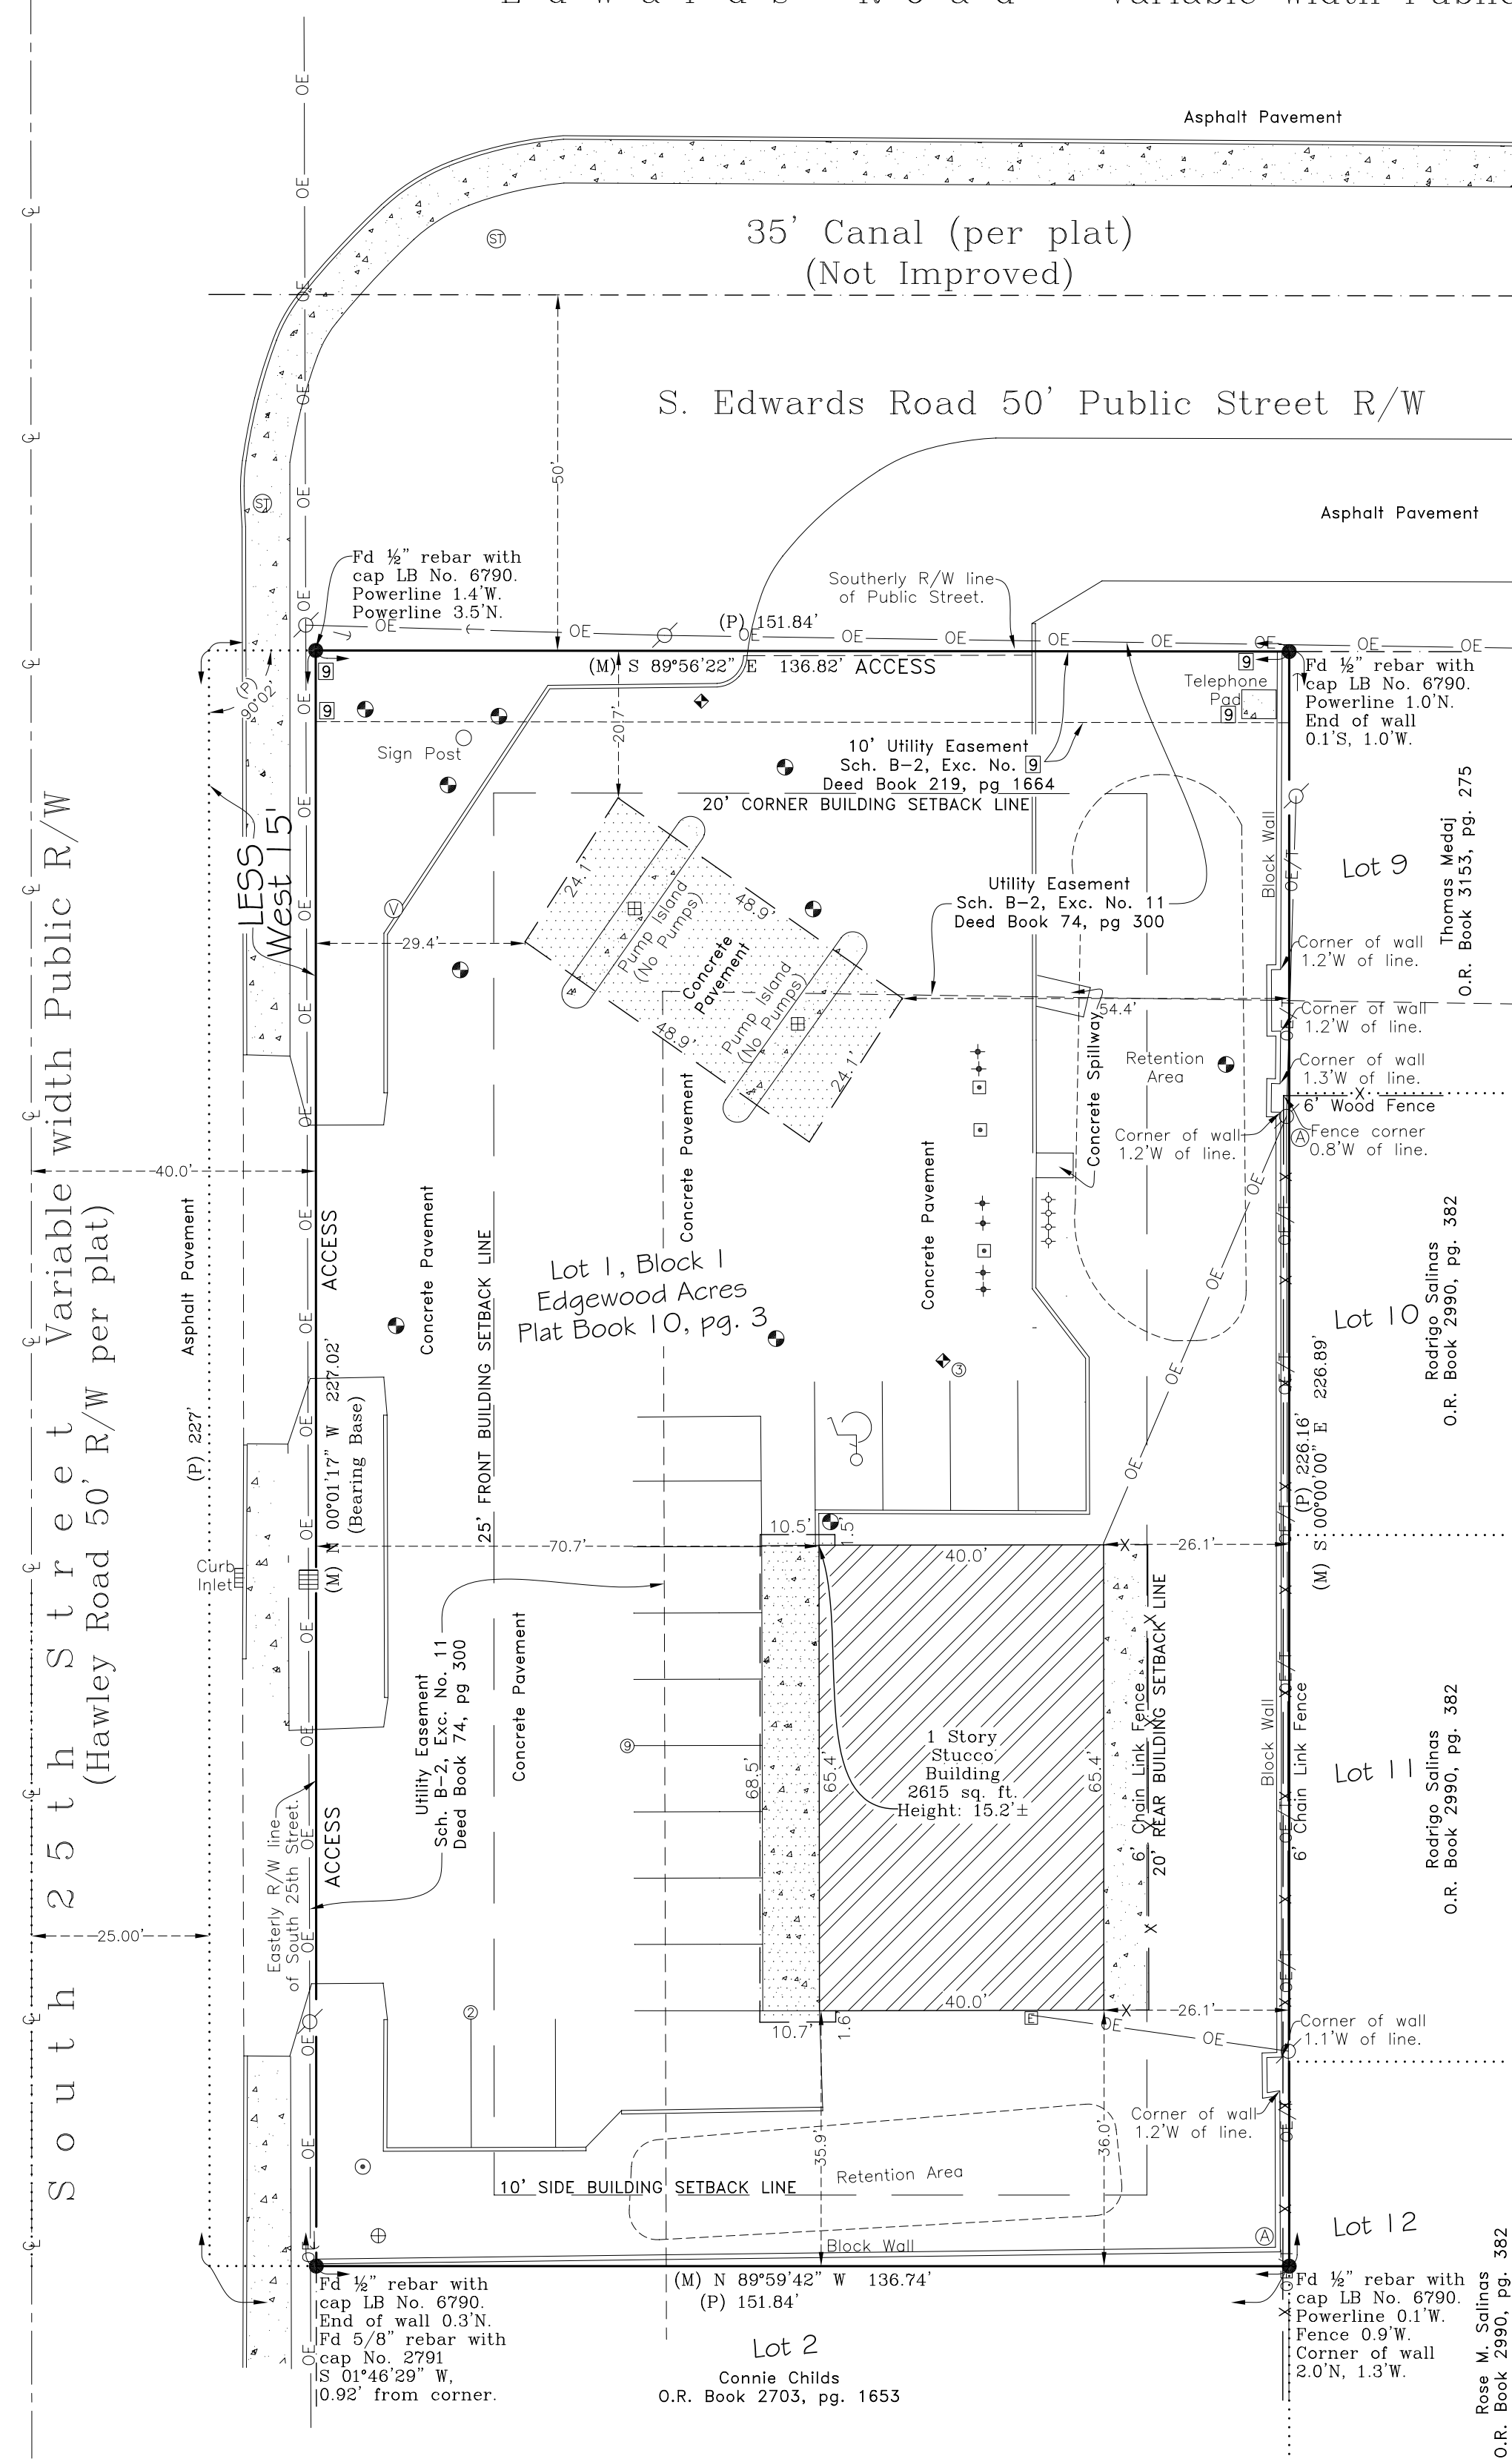 Asphalt Pavement
35' Canal (per plat)
(Not Improved)
S. Edwards Road 50' Public Street R/W
Asphalt Pavement
50'
Fd ½" rebar with
cap LB No. 6790.
Powerline 1.4'W.
Powerline 3.5'N.
Southerly R/W line
of Public Street.
(P) 151.84'
(M) S 89°56'22" E 136.82' ACCESS
Fd ½" rebar with
cap LB No. 6790.
Powerline 1.0'N.
End of wall
0.1'S, 1.0'W.
Telephone
Pad
(P)
90°02'
Sign Post
20.7'
10' Utility Easement
Sch. B-2, Exc. No. 9
Deed Book 219, pg 1664
20' CORNER BUILDING SETBACK LINE
LESS
West 15'
24.1'
48.9'
Pump Island
(No Pumps)
Concrete
Pavement
Pump Island
(No Pumps)
48.9'
24.1'
29.4'
Utility Easement
Sch. B-2, Exc. No. 11
Deed Book 74, pg 300
Block Wall
Lot 9
Thomas Medaj
O.R. Book 3153, pg. 275
Corner of wall
1.2'W of line.
54.4'
Corner of wall
1.2'W of line.
Corner of wall
1.3'W of line.
6' Wood Fence
Fence corner
0.8'W of line.
Corner of wall
1.2'W of line.
Retention
Area
Concrete Spillway
Concrete Pavement
Concrete Pavement
Concrete Pavement
40.0'
South 25th Street Variable width Public R/W
(Hawley Road 50' R/W per plat)
Asphalt Pavement
(P) 227'
ACCESS
(M) N 00°01'17" W 227.02'
(Bearing Base)
25' FRONT BUILDING SETBACK LINE
Lot 1, Block 1
Edgewood Acres
Plat Book 10, pg. 3
Lot 10
Rodrigo Salinas
O.R. Book 2990, pg. 382
(P) 226.16'
(M) S 00°00'00" E 226.89'
3
10.5'
1.5'
70.7'
40.0'
26.1'
Curb
Inlet
Utility Easement
Sch. B-2, Exc. No. 11
Deed Book 74, pg 300
Concrete Pavement
9
68.5'
65.4'
1 Story
Stucco
Building
2615 sq. ft.
Height: 15.2'±
65.4'
6' Chain Link Fence
20' REAR BUILDING SETBACK LINE
Block Wall
6' Chain Link Fence
Lot 11
Rodrigo Salinas
O.R. Book 2990, pg. 382
Easterly R/W line
of South 25th Street.
ACCESS
25.00'
2
40.0'
26.1'
10.7'
1.6'
E
Corner of wall
1.1'W of line.
Corner of wall
1.2'W of line.
35.9'
36.0'
Retention Area
10' SIDE BUILDING SETBACK LINE
Block Wall
Lot 12
(M) N 89°59'42" W 136.74'
(P) 151.84'
Fd ½" rebar with
cap LB No. 6790.
End of wall 0.3'N.
Fd 5/8" rebar with
cap No. 2791
S 01°46'29" W,
0.92' from corner.
Lot 2
Connie Childs
O.R. Book 2703, pg. 1653
Fd ½" rebar with
cap LB No. 6790.
Powerline 0.1'W.
Fence 0.9'W.
Corner of wall
2.0'N, 1.3'W.
Rose M. Salinas
O.R. Book 2990, pg. 382